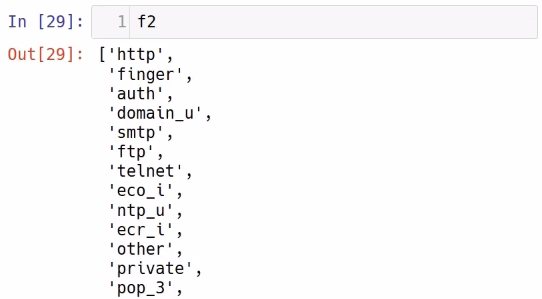 In [29]: 1 f2
Out[29]: ['http',
'finger',
'auth',
'domain_u',
'smtp',
'ftp',
'telnet',
'eco_i',
'ntp_u',
'ecr_i',
'other',
'private',
'pop_3',